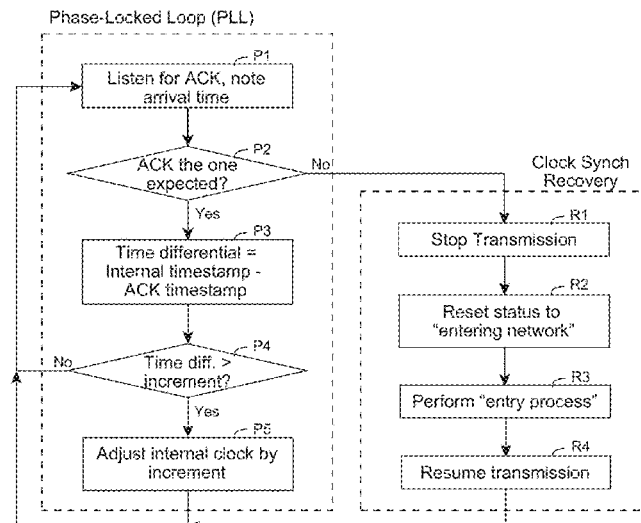 Phase-Locked Loop (PLL)
P1
Listen for ACK, note
arrival time
P2
ACK the one
expected?
No
Yes
P3
Time differential =
Internal timestamp -
ACK timestamp
P4
Time diff. >
increment?
No
Yes
P5
Adjust internal clock by
increment
Clock Synch
Recovery
R1
Stop Transmission
R2
Reset status to
"entering network"
R3
Perform "entry process"
R4
Resume transmission